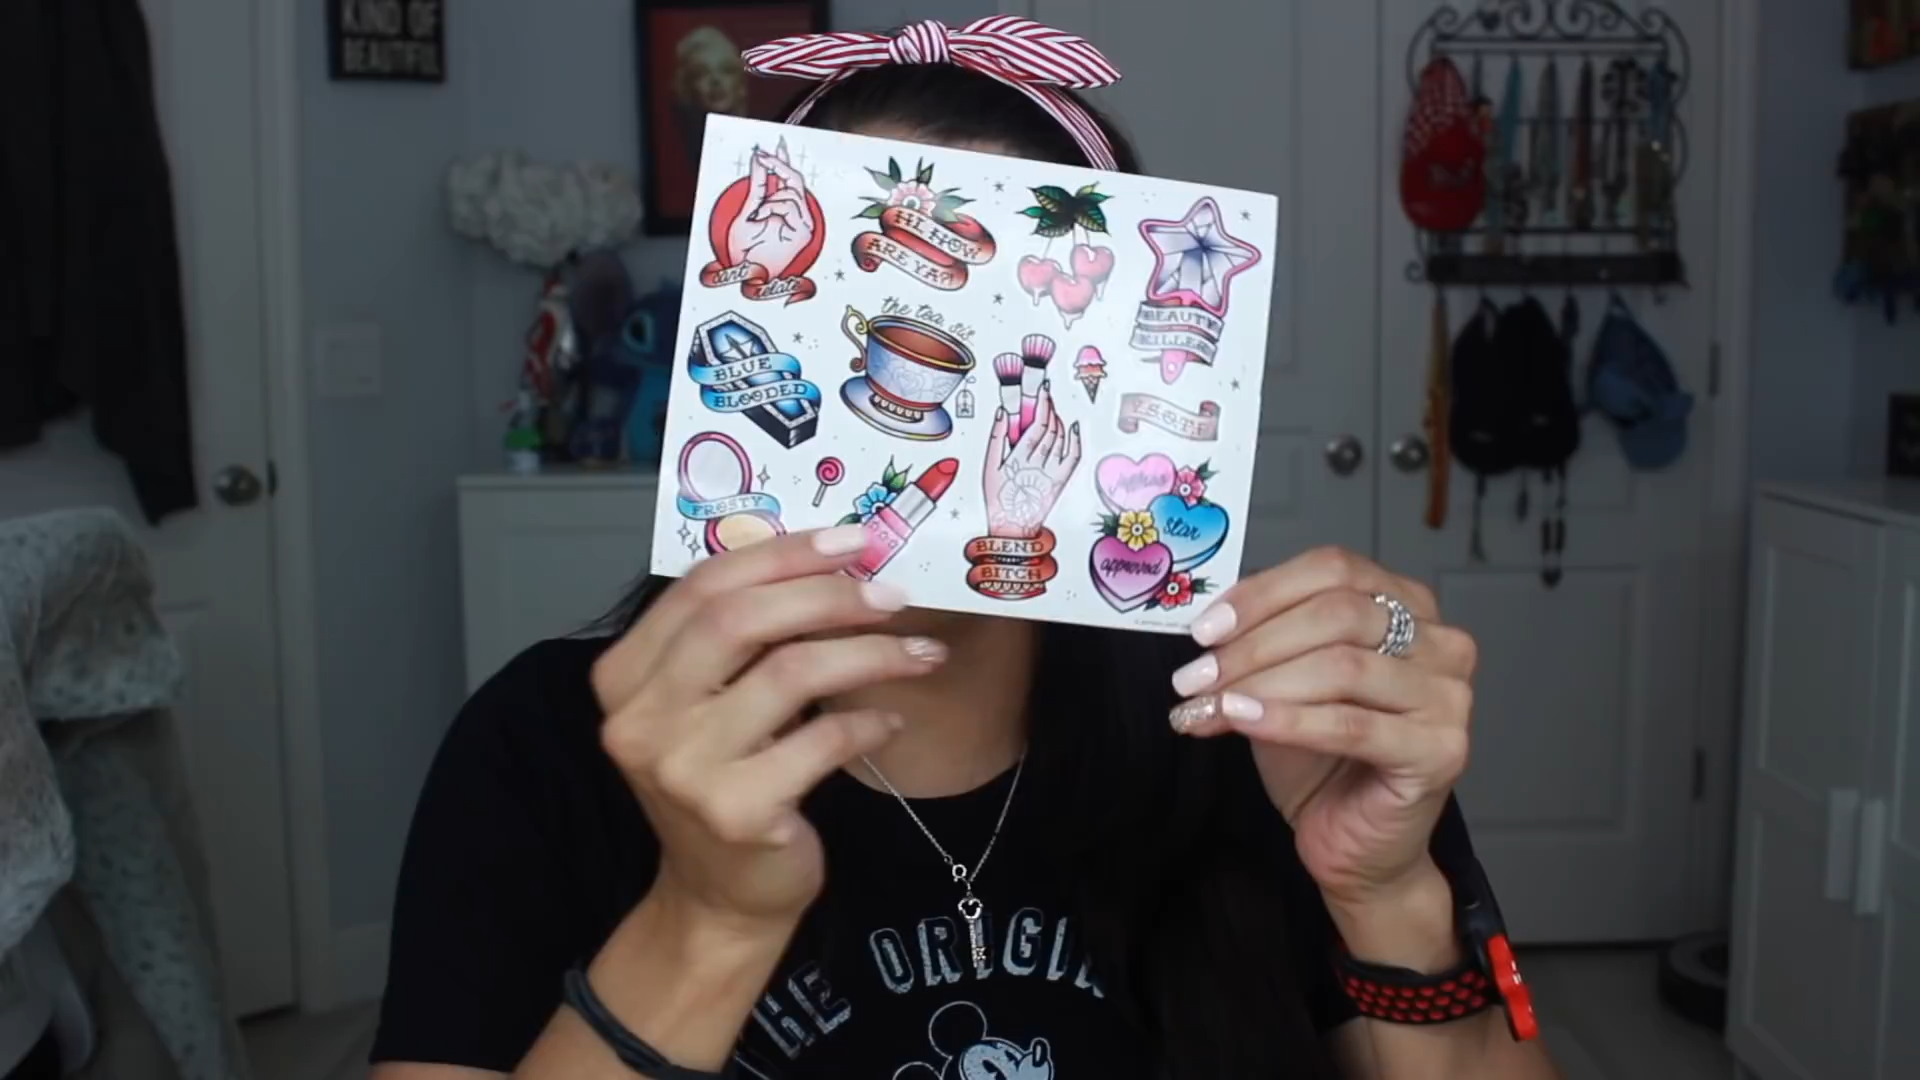 KIND OF
BEAUTIFUL
can't
relate
HI, HOW
ARE YA?!
BEAUTY
KILLER
BLUE
BLOODED
the tea sis
Y.S.O.T.F
FROSTY
BLEND
BITCH
Jeffree
star
approved
THE ORIGI